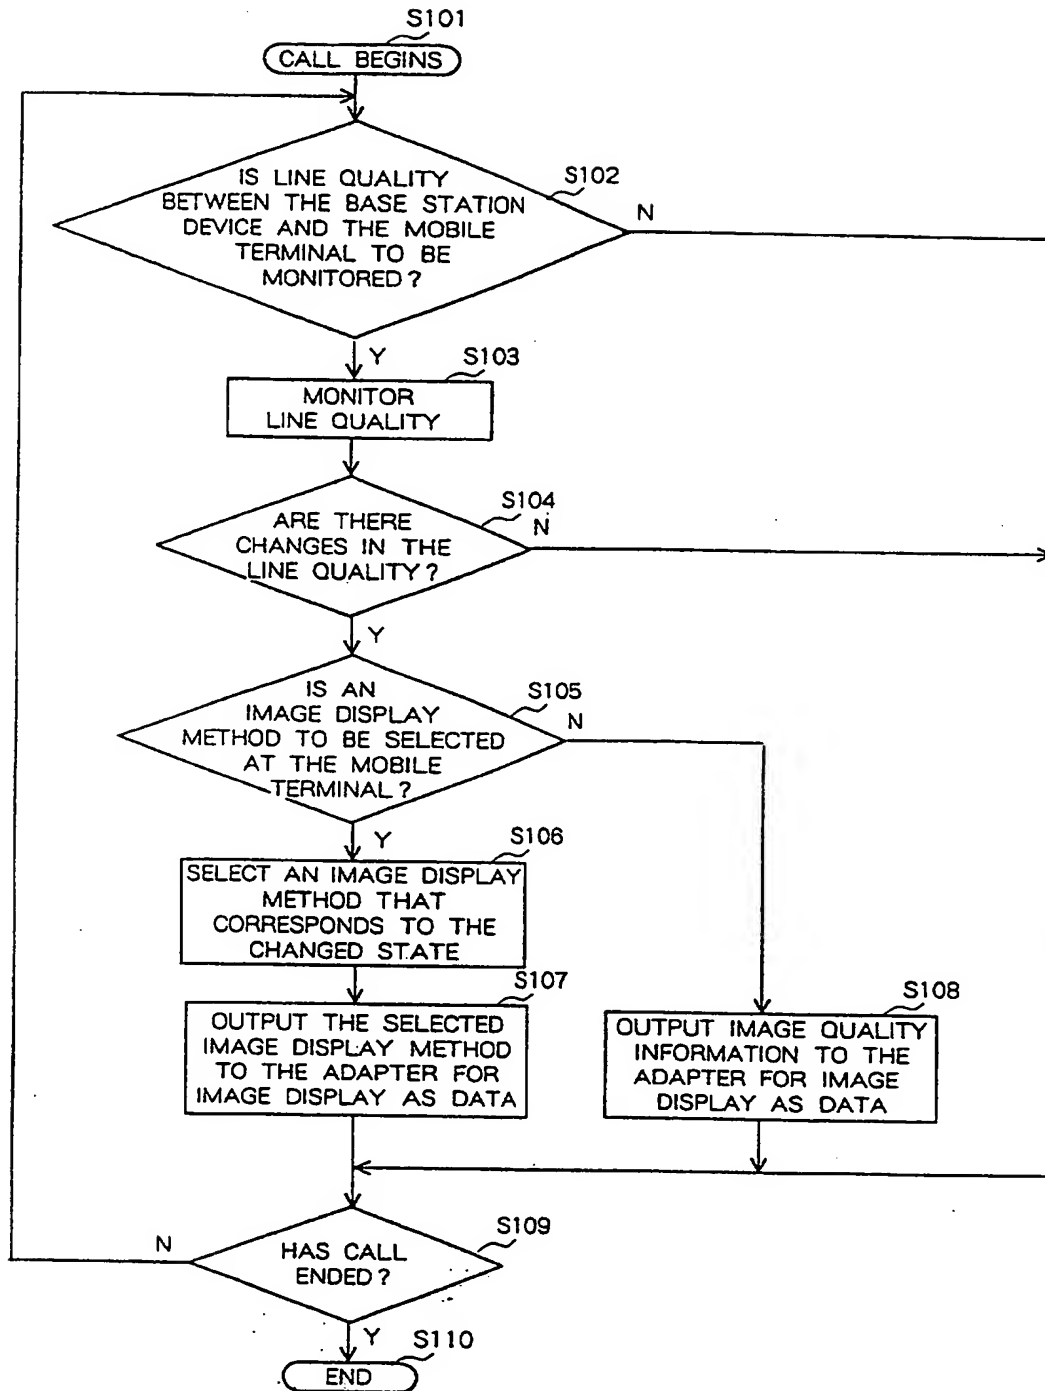 S101
CALL BEGINS
S102
IS LINE QUALITY
BETWEEN THE BASE STATION
DEVICE AND THE MOBILE
TERMINAL TO BE
MONITORED?
N
Y
S103
MONITOR
LINE QUALITY
S104
ARE THERE
CHANGES IN THE
LINE QUALITY?
N
Y
S105
IS AN
IMAGE DISPLAY
METHOD TO BE SELECTED
AT THE MOBILE
TERMINAL?
N
Y
S106
SELECT AN IMAGE DISPLAY
METHOD THAT
CORRESPONDS TO THE
CHANGED STATE
S107
OUTPUT THE SELECTED
IMAGE DISPLAY METHOD
TO THE ADAPTER FOR
IMAGE DISPLAY AS DATA
S108
OUTPUT IMAGE QUALITY
INFORMATION TO THE
ADAPTER FOR IMAGE
DISPLAY AS DATA
S109
HAS CALL
ENDED?
N
Y
S110
END